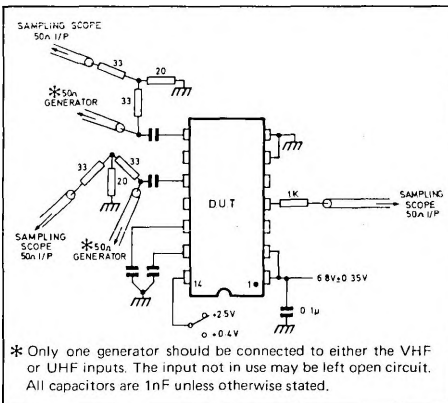 SAMPLING SCOPE
50Ω I/P
33
20
33
*50Ω
GENERATOR
33
20
SAMPLING
SCOPE
50Ω I/P
*50Ω
GENERATOR
DUT
1K
SAMPLING
SCOPE
50Ω I/P
14
1
6.8V±0.35V
0.1μ
+2.5V
+0.4V
* Only one generator should be connected to either the VHF
or UHF inputs. The input not in use may be left open circuit.
All capacitors are 1nF unless otherwise stated.